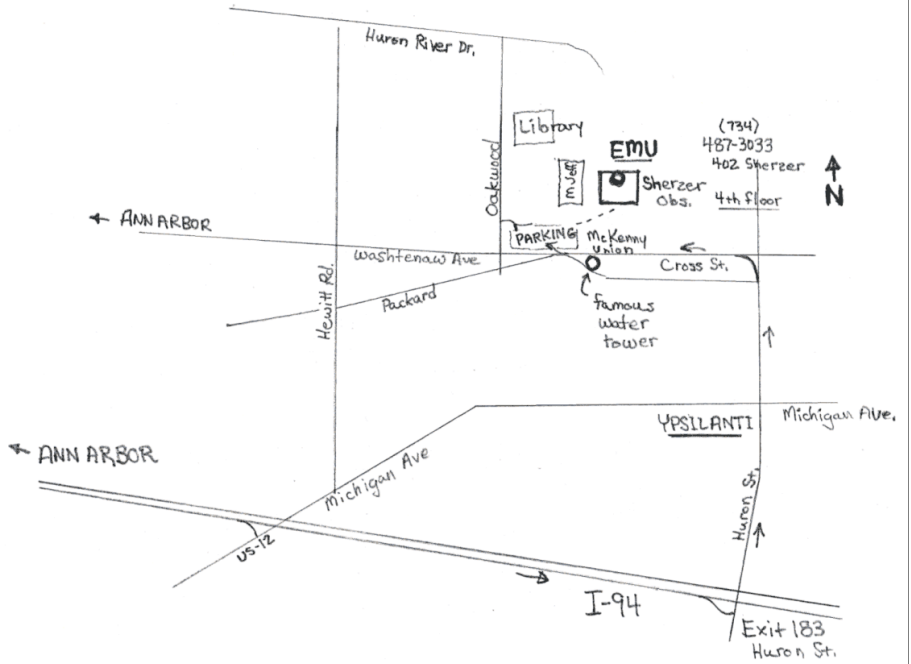 Huron River Dr.
Library
EMU
(734)
487-3033
402 Sherzer
4th floor
N
M Jeff
Sherzer
Obs.
Oakwood
ANN ARBOR
PARKING
McKenny
Union
Washtenaw Ave
Cross St.
Hewitt Rd.
Packard
famous
water
tower
YPSILANTI
Michigan Ave.
ANN ARBOR
Michigan Ave
Huron St.
US-12
I-94
Exit 183
Huron St.